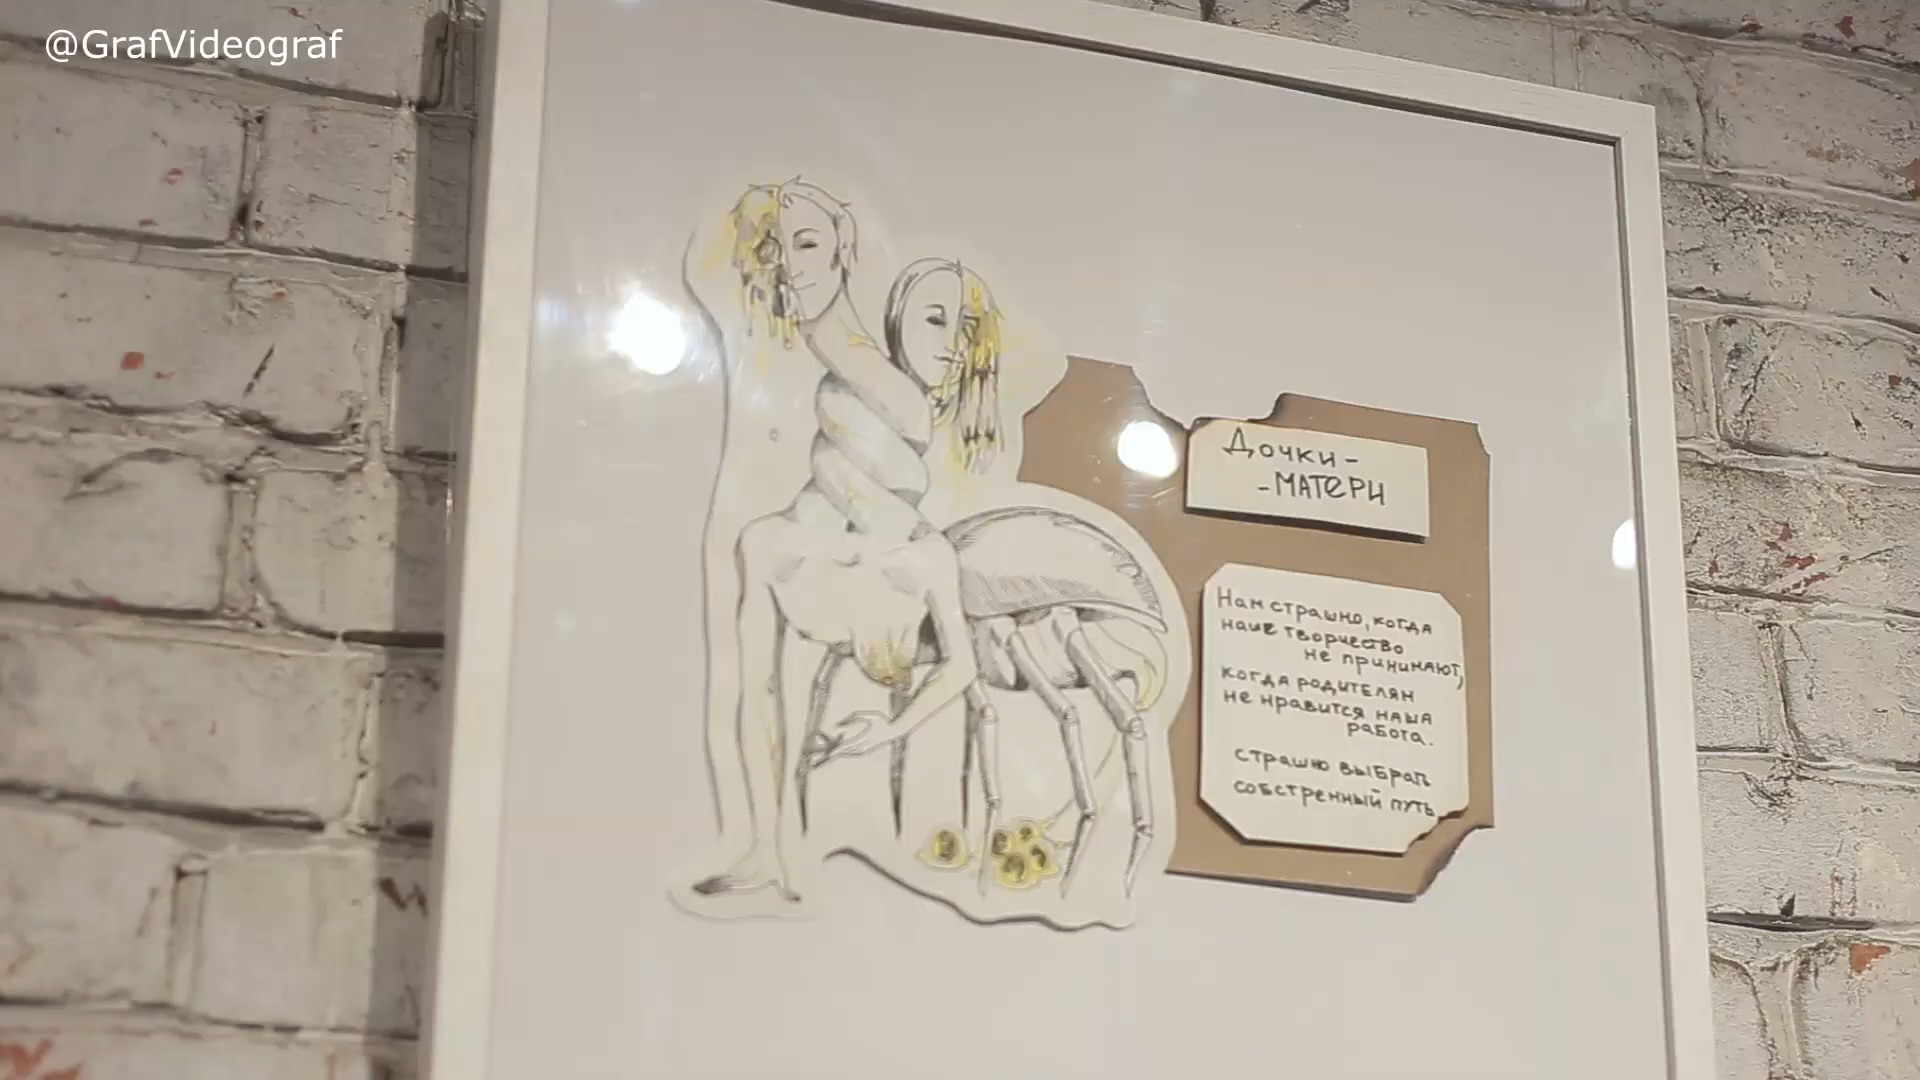 @GrafVideograf
Дочки-
-матери
Нам страшно, когда
наше творчество
не принимают,
когда родителям
не нравится наша
работа.
страшно выбрать
собственный путь